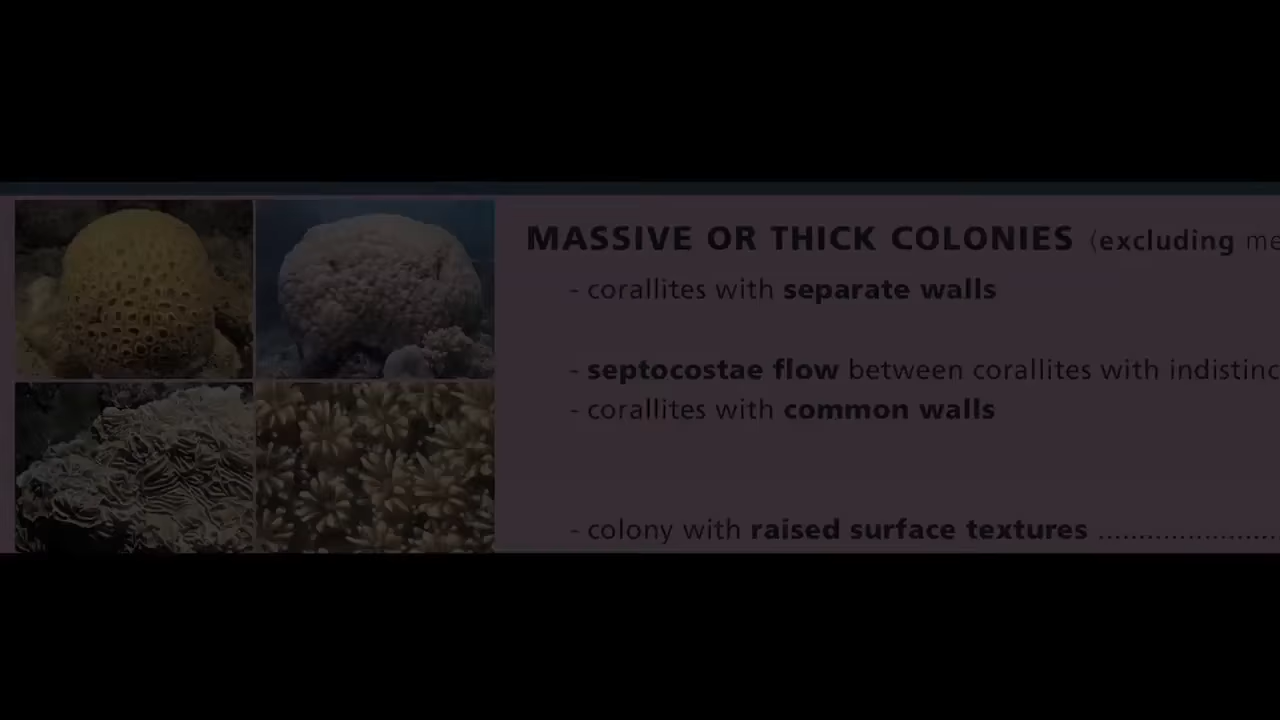 MASSIVE OR THICK COLONIES (excluding
- corallites with separate walls
- septocostae flow between corallites with
- corallites with common walls
- colony with raised surface textures ......................